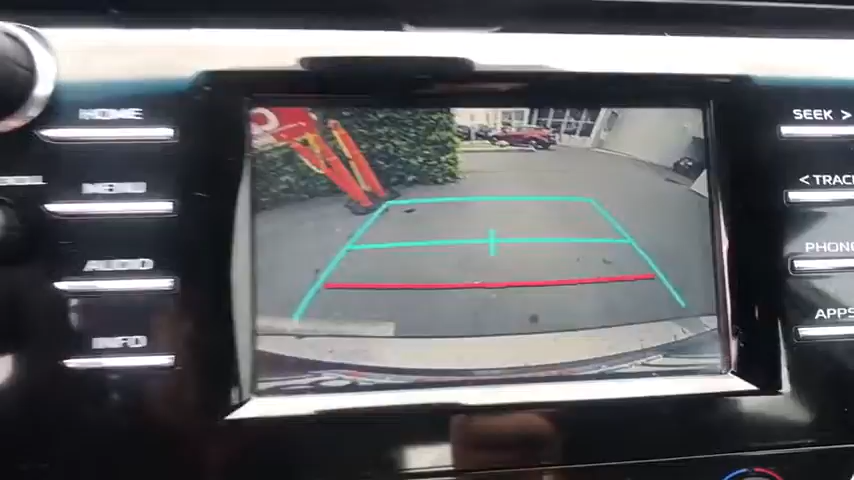 HOME
MENU
AUDIO
INFO
SEEK >
< TRACK
PHONE
APPS